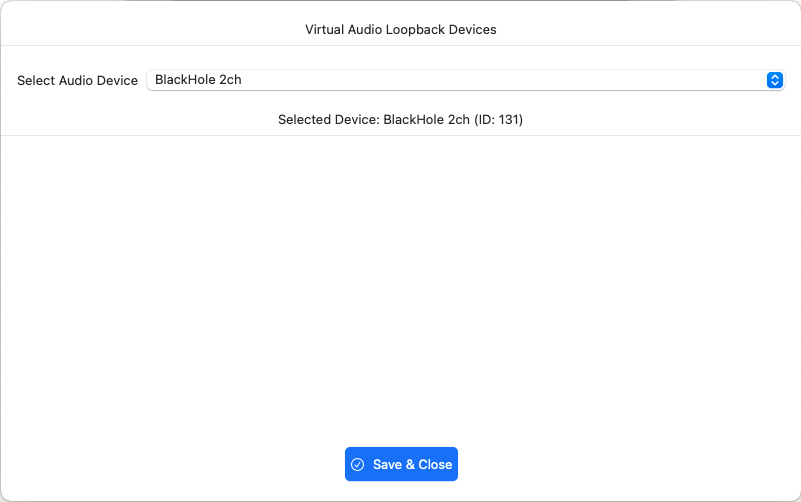 Virtual Audio Loopback Devices
Select Audio Device BlackHole 2ch
Selected Device: BlackHole 2ch (ID: 131)
Save & Close